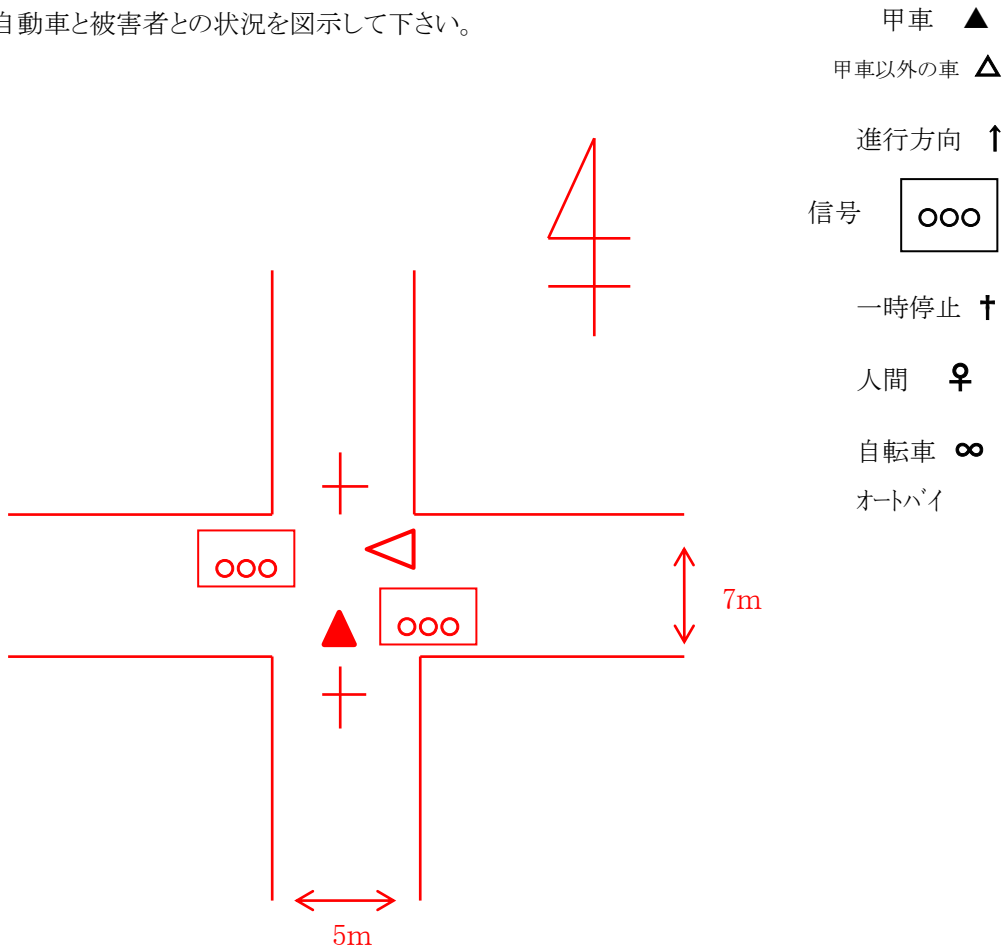 自動車と被害者との状況を図示して下さい。
甲車 ▲
甲車以外の車 △
進行方向 ↑
信号 ○○○
一時停止 †
人間 ♀
自転車 ∞
オートバイ
7m
5m